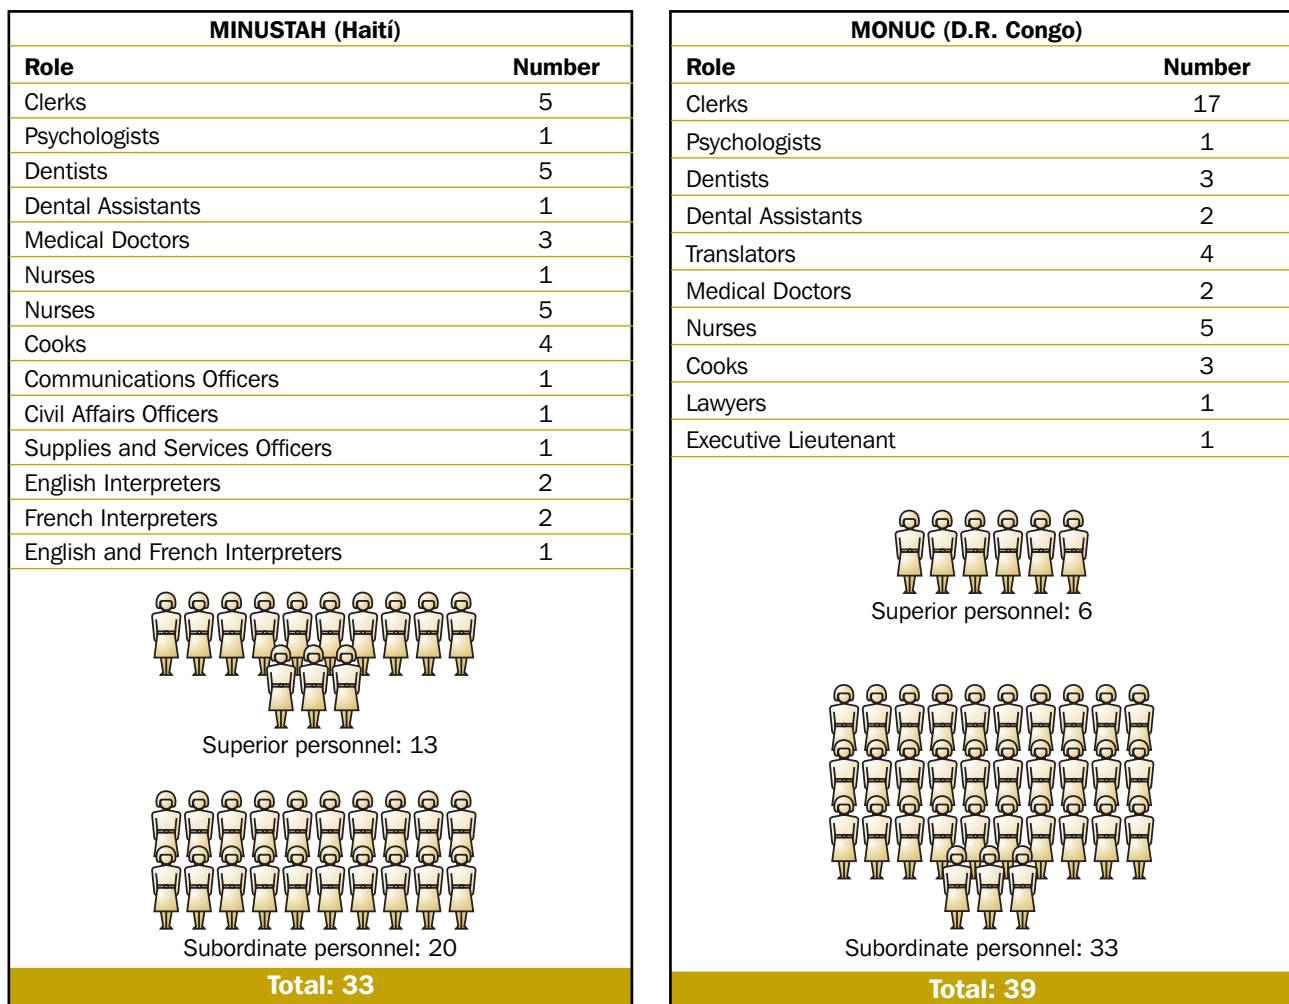 MINUSTAH (Haití)
Role Number
Clerks 5
Psychologists 1
Dentists 5
Dental Assistants 1
Medical Doctors 3
Nurses 1
Nurses 5
Cooks 4
Communications Officers 1
Civil Affairs Officers 1
Supplies and Services Officers 1
English Interpreters 2
French Interpreters 2
English and French Interpreters 1
Superior personnel: 13
Subordinate personnel: 20
Total: 33
MONUC (D.R. Congo)
Role Number
Clerks 17
Psychologists 1
Dentists 3
Dental Assistants 2
Translators 4
Medical Doctors 2
Nurses 5
Cooks 3
Lawyers 1
Executive Lieutenant 1
Superior personnel: 6
Subordinate personnel: 33
Total: 39